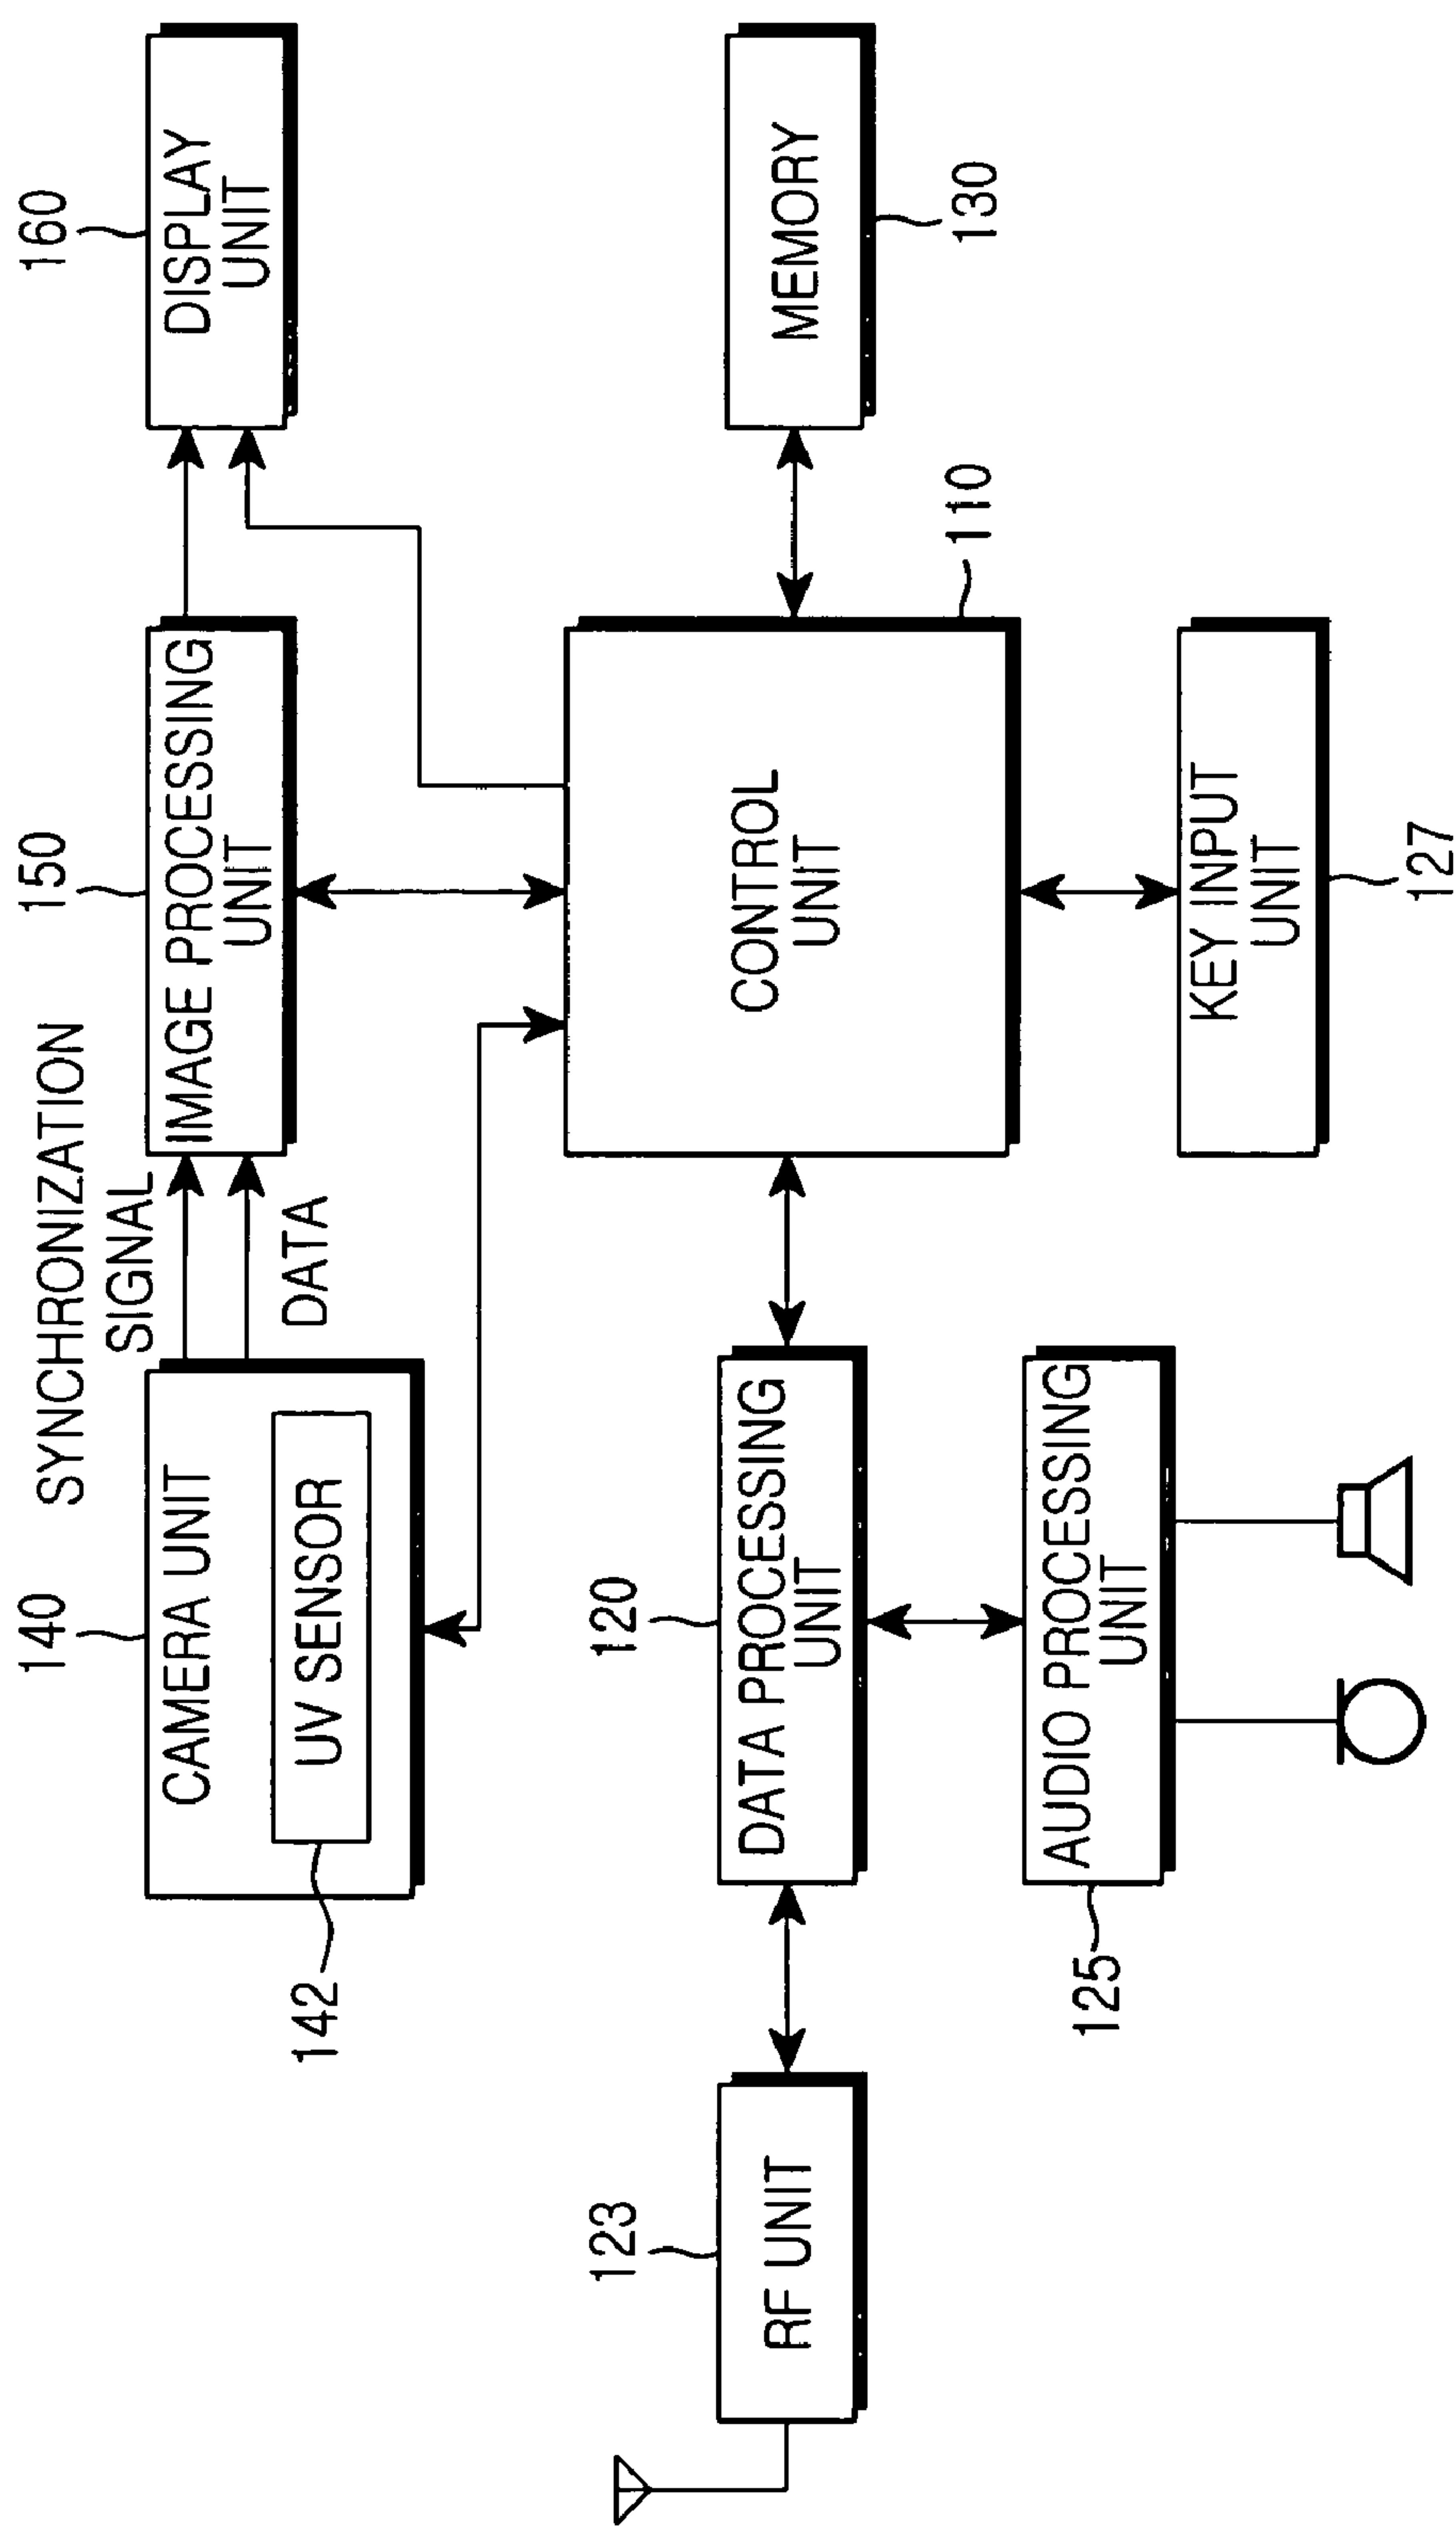 140
CAMERA UNIT
UV SENSOR
142
SYNCHRONIZATION
SIGNAL
DATA
150
IMAGE PROCESSING
UNIT
160
DISPLAY
UNIT
123
RF UNIT
120
DATA PROCESSING
UNIT
CONTROL
UNIT
110
MEMORY
130
125
AUDIO PROCESSING
UNIT
KEY INPUT
UNIT
127